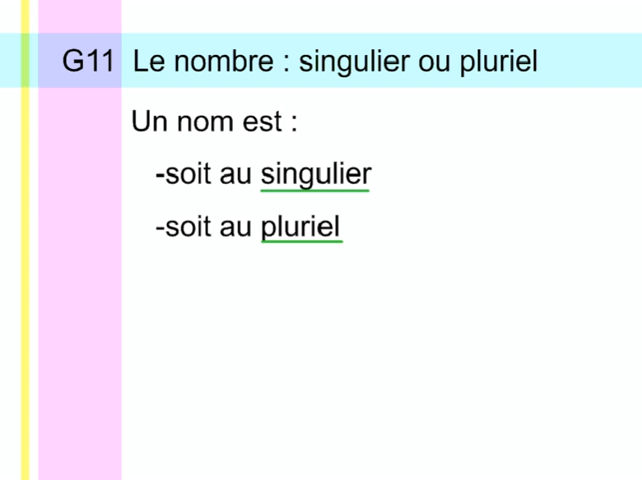 G11 Le nombre : singulier ou pluriel
Un nom est :
-soit au singulier
-soit au pluriel